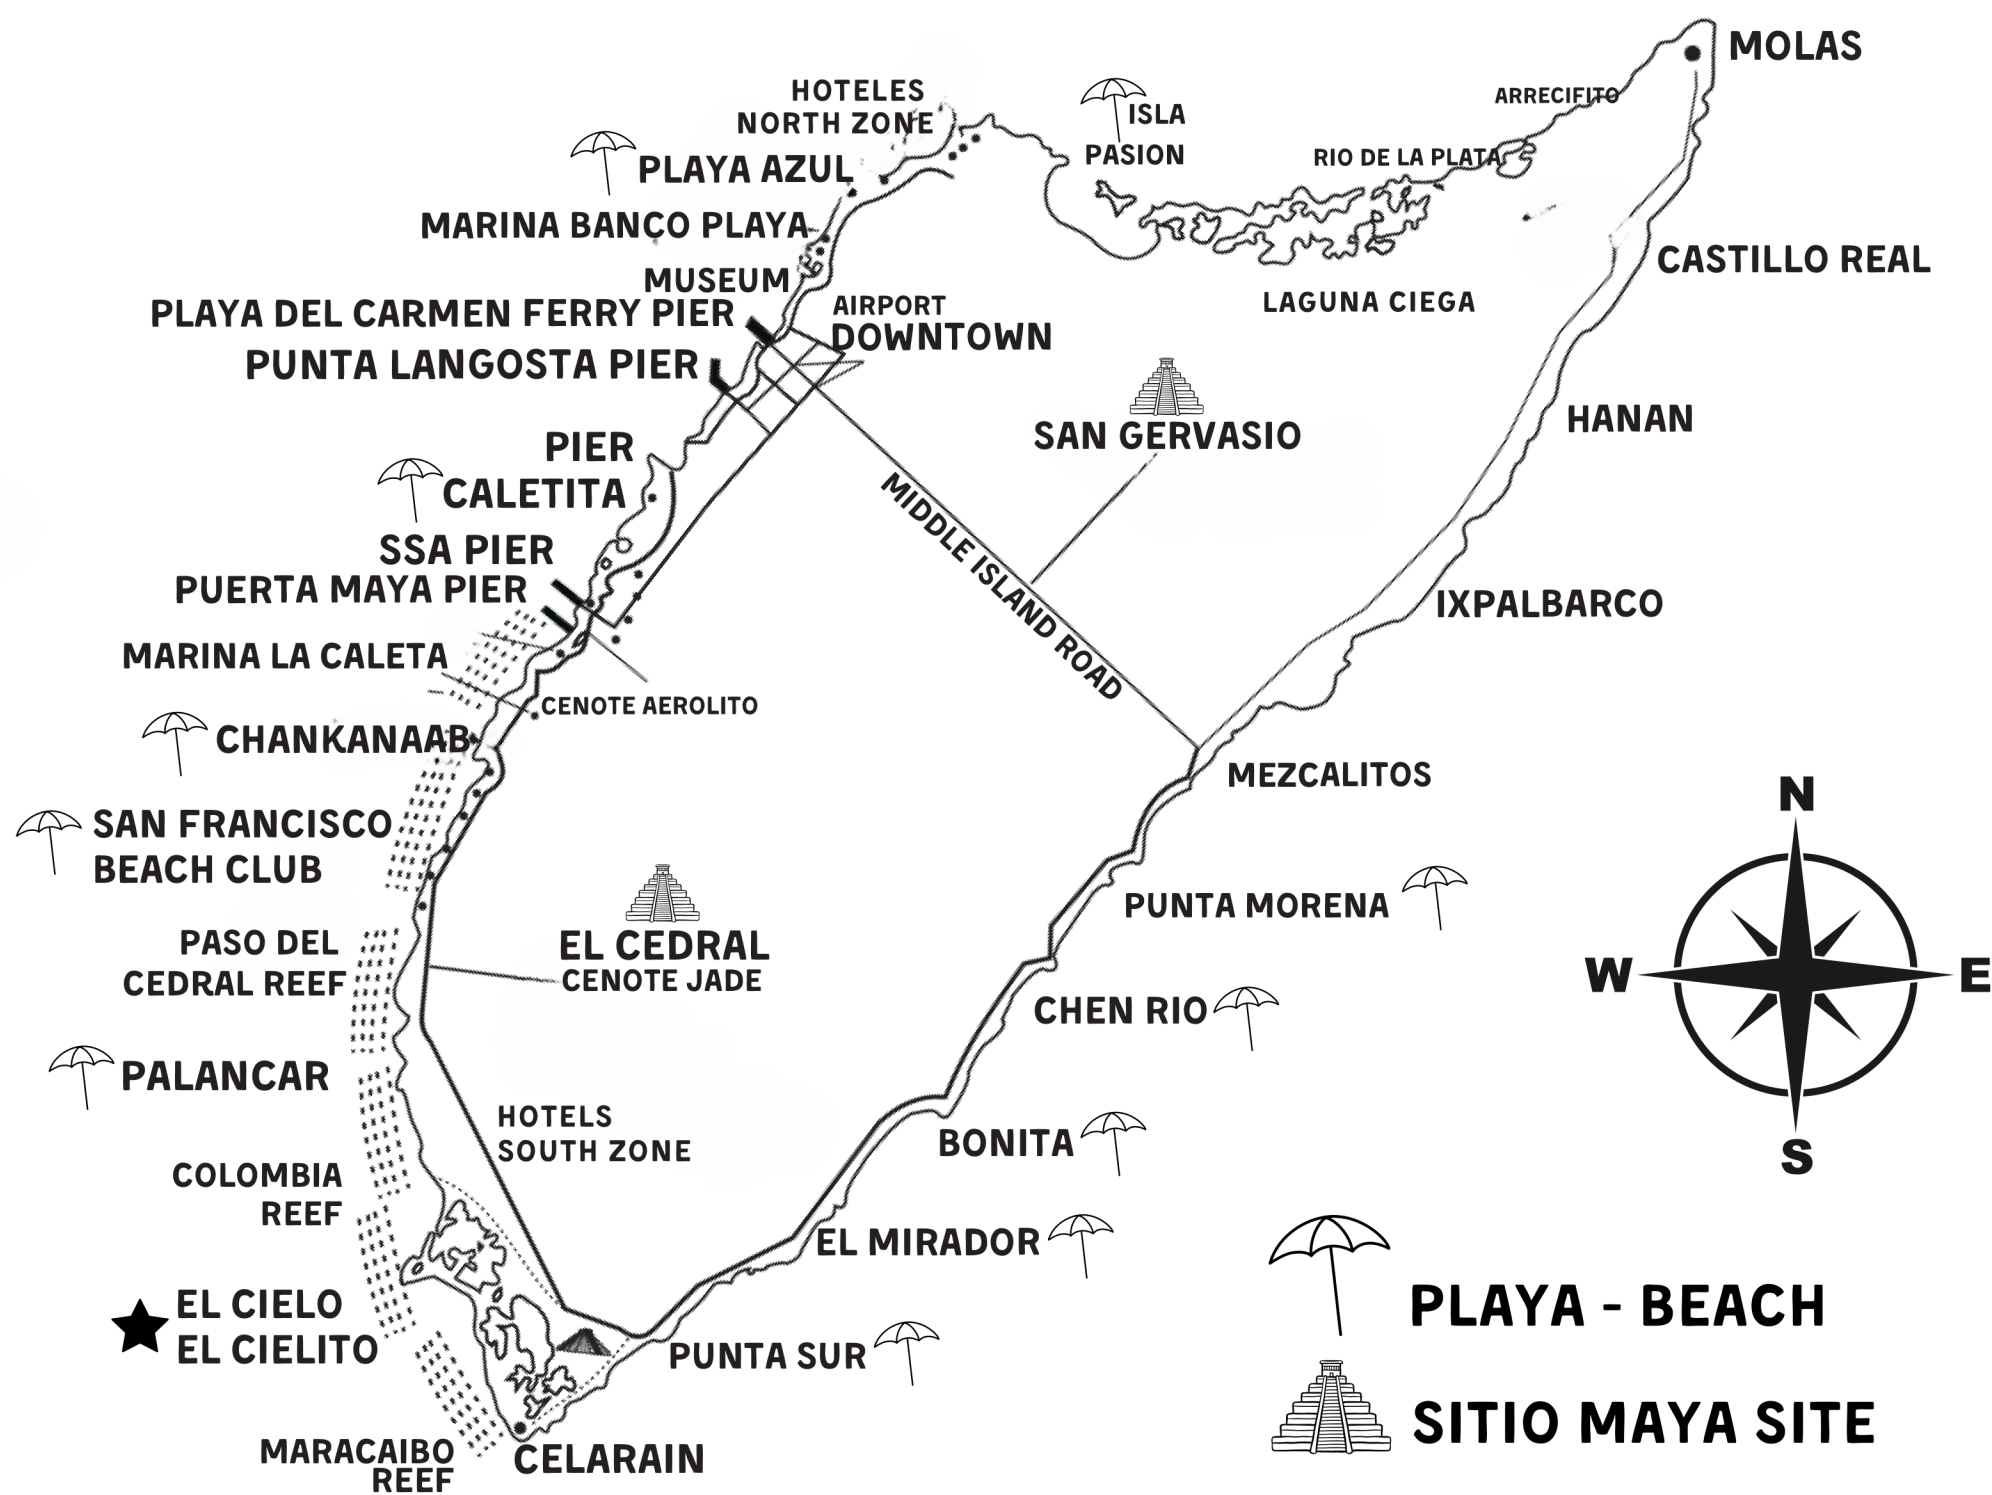 MOLAS
HOTELES
NORTH ZONE
ISLA
PASION
ARRECIFITO
RIO DE LA PLATA
PLAYA AZUL
MARINA BANCO PLAYA
MUSEUM
CASTILLO REAL
LAGUNA CIEGA
PLAYA DEL CARMEN FERRY PIER
AIRPORT
DOWNTOWN
PUNTA LANGOSTA PIER
SAN GERVASIO
HANAN
PIER
CALETITA
MIDDLE ISLAND ROAD
SSA PIER
PUERTA MAYA PIER
IXPALBARCO
MARINA LA CALETA
CENOTE AEROLITO
CHANKANAAB
MEZCALITOS
N
SAN FRANCISCO
BEACH CLUB
PUNTA MORENA
EL CEDRAL
CENOTE JADE
PASO DEL
CEDRAL REEF
W
E
CHEN RIO
PALANCAR
HOTELS
SOUTH ZONE
BONITA
S
COLOMBIA
REEF
EL MIRADOR
EL CIELO
EL CIELITO
PUNTA SUR
PLAYA - BEACH
SITIO MAYA SITE
MARACAIBO
REEF
CELARAIN